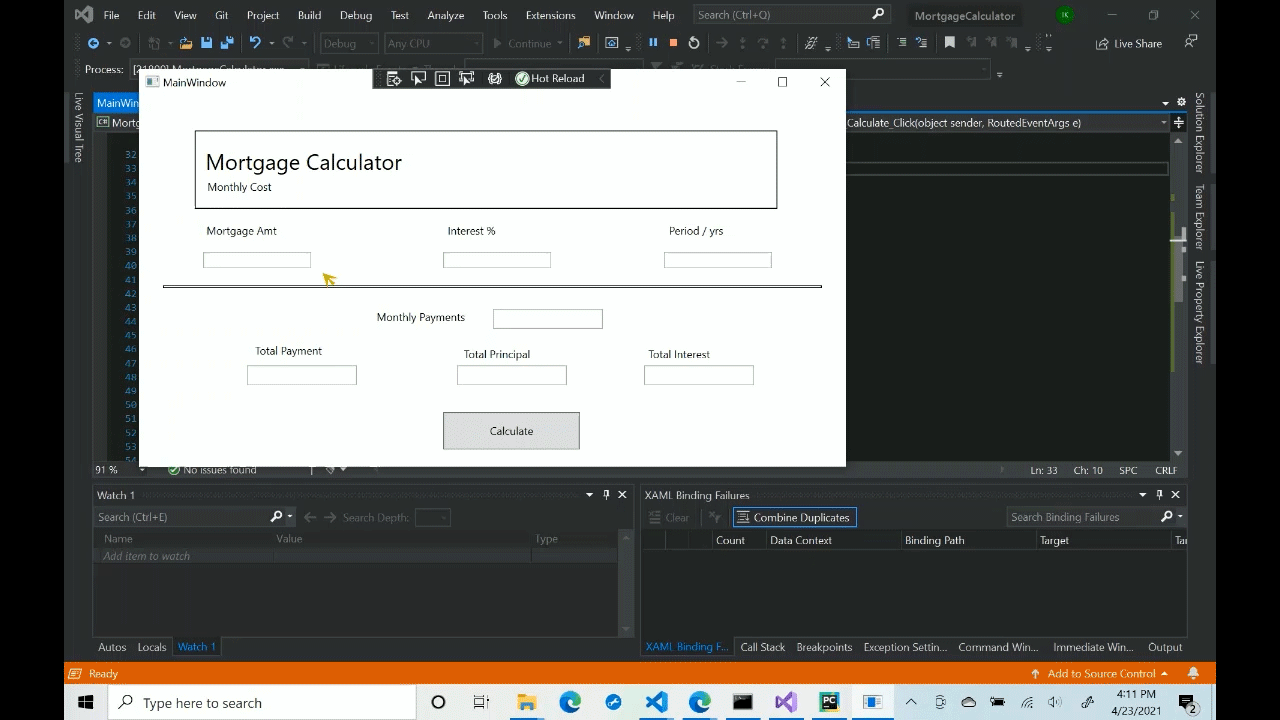 File Edit View Git Project Build Debug Test Analyze Tools Extensions Window Help Search (Ctrl+Q) MortgageCalculator IK
Debug Any CPU Continue Live Share
Process:
MainWindow Hot Reload
MainWin
Mortg Calculate_Click(object sender, RoutedEventArgs e)
Live Visual Tree
Solution Explorer
Team Explorer
Live Property Explorer
Mortgage Calculator
Monthly Cost
Mortgage Amt Interest % Period / yrs
Monthly Payments
Total Payment Total Principal Total Interest
Calculate
32
33
34
35
36
37
38
39
40
41
42
43
44
45
46
47
48
49
50
51
52
53
54
91 % No issues found Ln: 33 Ch: 10 SPC CRLF
Watch 1 XAML Binding Failures
Search (Ctrl+E) Search Depth: Clear Combine Duplicates Search Binding Failures
Name Value Type Count Data Context Binding Path Target Tar
Add item to watch
Autos Locals Watch 1 XAML Binding F... Call Stack Breakpoints Exception Settin... Command Win... Immediate Win... Output
Ready Add to Source Control
Type here to search 4:11 PM
4/23/2021 2